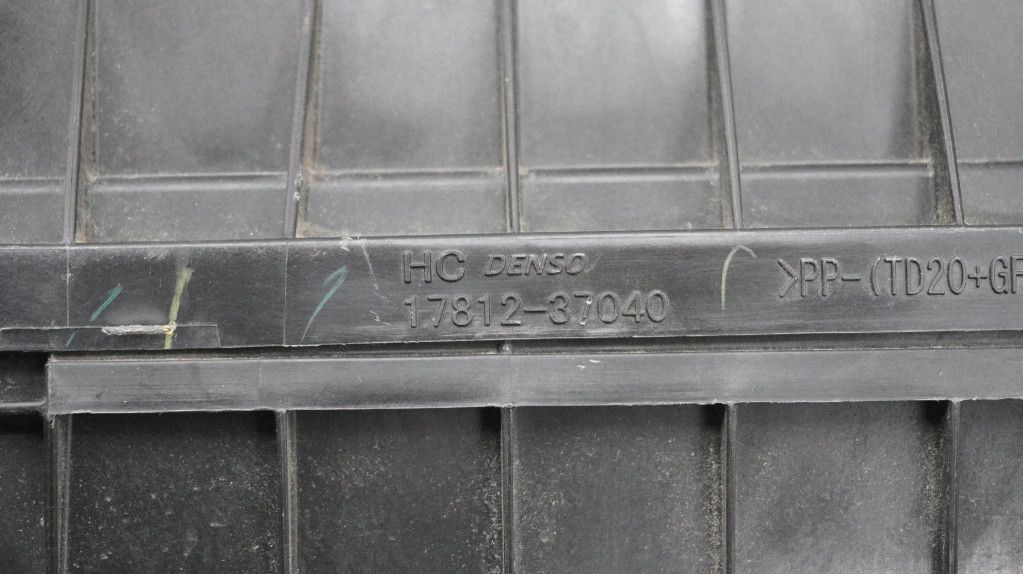 HC DENSO
17812-37040
>PP-(TD20+GF